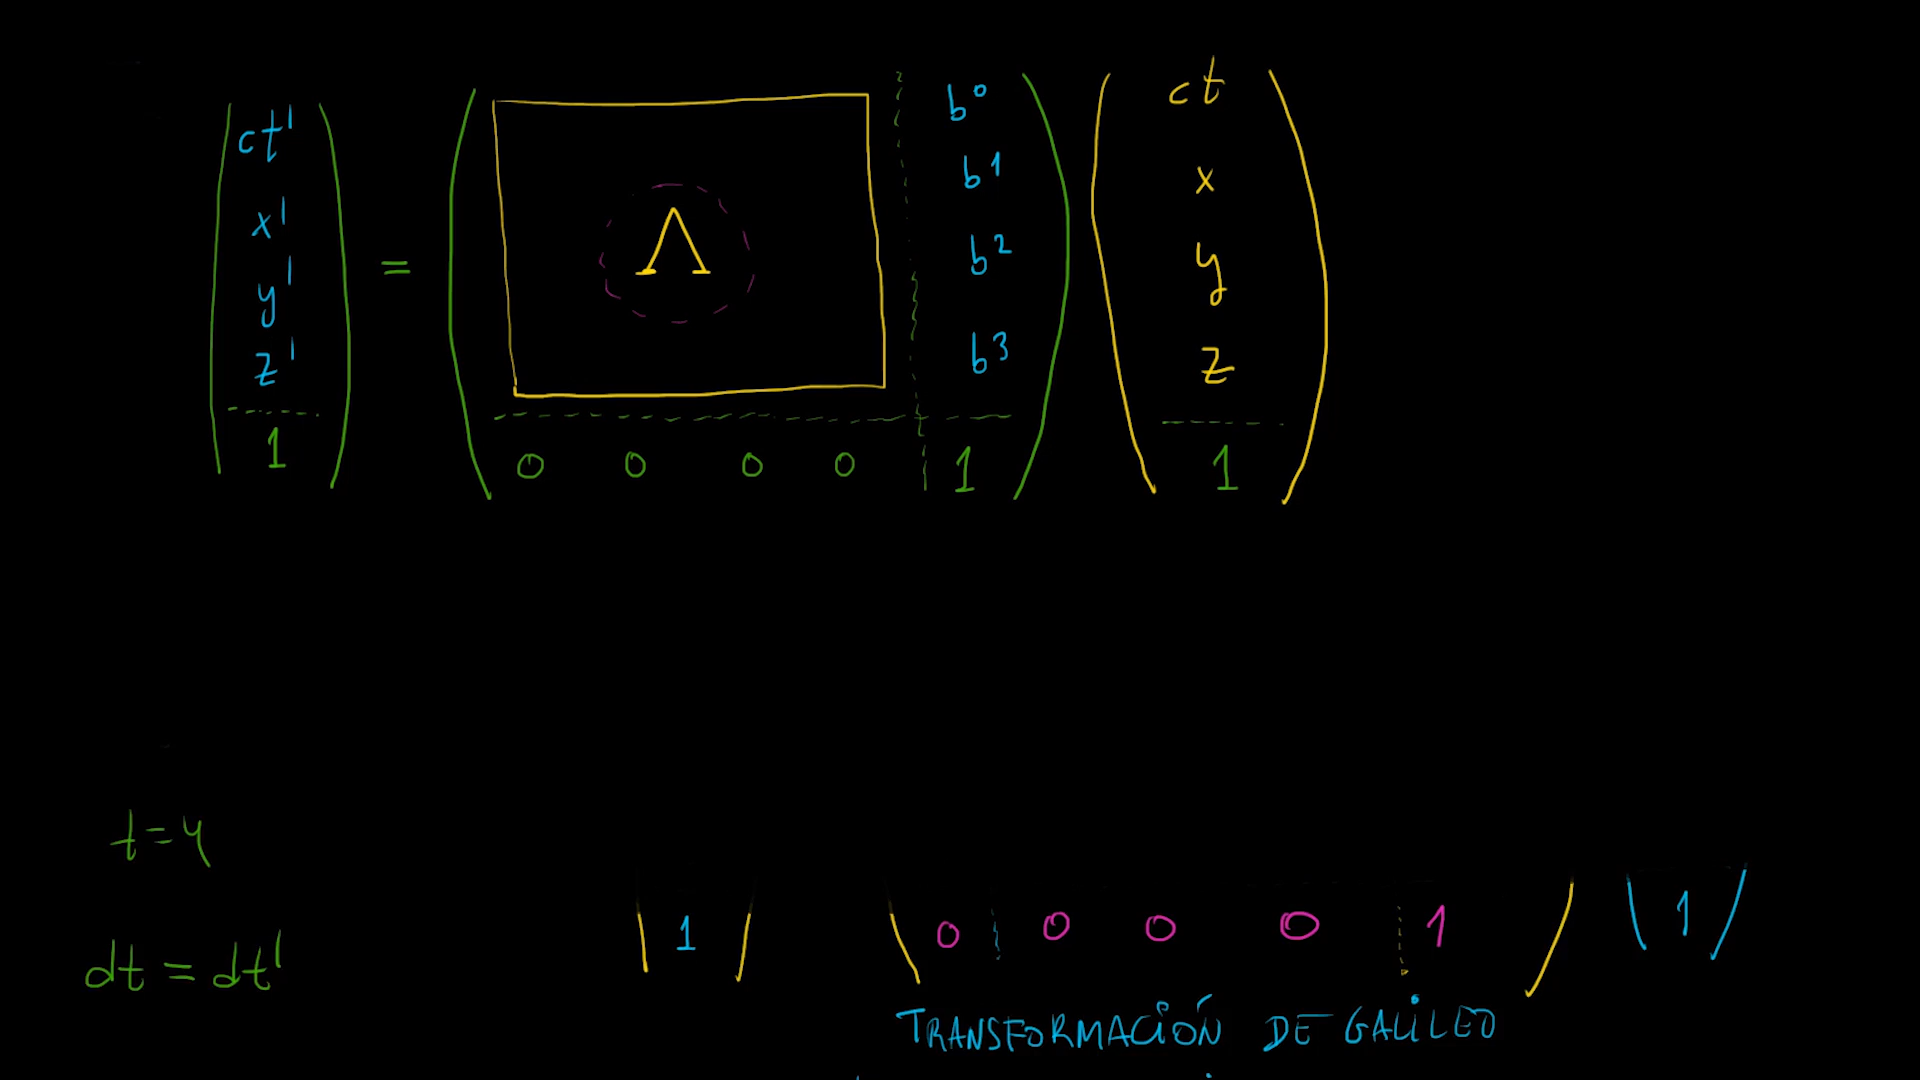 ct' b⁰ ct
x' b¹ x
y' = Λ b² y
z' b³ z
1 0 0 0 0 1 1
t=4
1 0 0 0 0 1 1
dt = dt'
TRANSFORMACIÓN DE GALILEO